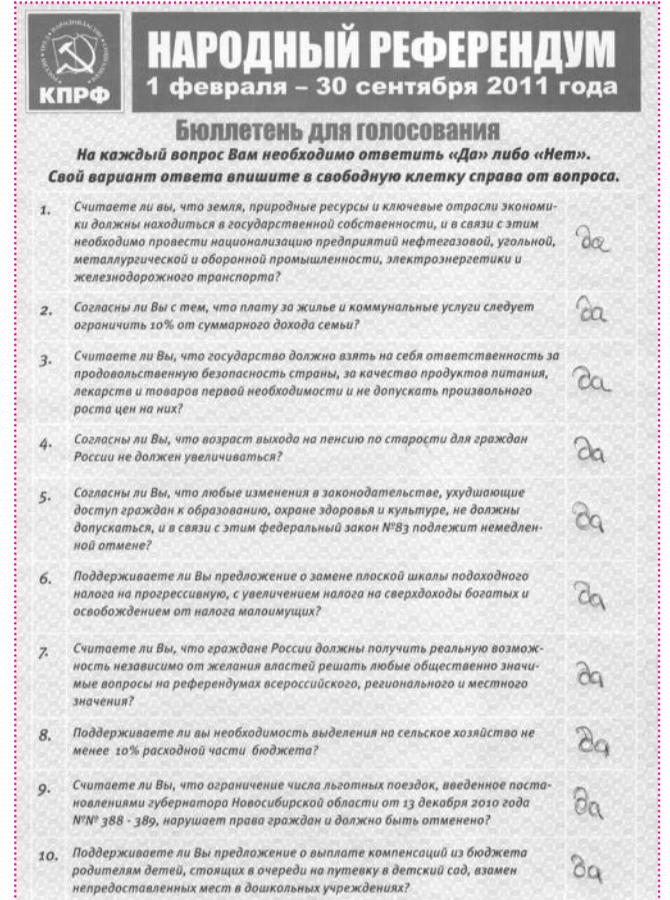 КПРФ
НАРОДНЫЙ РЕФЕРЕНДУМ
1 февраля – 30 сентября 2011 года
Бюллетень для голосования
На каждый вопрос Вам необходимо ответить «Да» либо «Нет».
Свой вариант ответа впишите в свободную клетку справа от вопроса.
1. Считаете ли вы, что земля, природные ресурсы и ключевые отрасли экономи-
ки должны находиться в государственной собственности, и в связи с этим
необходимо провести национализацию предприятий нефтегазовой, угольной, да
металлургической и оборонной промышленности, электроэнергетики и
железнодорожного транспорта?
2. Согласны ли Вы с тем, что плату за жилье и коммунальные услуги следует да
ограничить 10% от суммарного дохода семьи?
3. Считаете ли Вы, что государство должно взять на себя ответственность за
продовольственную безопасность страны, за качество продуктов питания, да
лекарств и товаров первой необходимости и не допускать произвольного
роста цен на них?
4. Согласны ли Вы, что возраст выхода на пенсию по старости для граждан да
России не должен увеличиваться?
5. Согласны ли Вы, что любые изменения в законодательстве, ухудшающие
доступ граждан к образованию, охране здоровья и культуре, не должны да
допускаться, и в связи с этим федеральный закон №83 подлежит немедлен-
ной отмене?
6. Поддерживаете ли Вы предложение о замене плоской шкалы подоходного
налога на прогрессивную, с увеличением налога на сверхдоходы богатых и да
освобождением от налога малоимущих?
7. Считаете ли Вы, что граждане России должны получить реальную возмож-
ность независимо от желания властей решать любые общественно значи- да
мые вопросы на референдумах всероссийского, регионального и местного
значения?
8. Поддерживаете ли вы необходимость выделения на сельское хозяйство не да
менее 10% расходной части бюджета?
9. Считаете ли Вы, что ограничение числа льготных поездок, введенное поста-
новлениями губернатора Новосибирской области от 13 декабря 2010 года да
№№ 388 - 389, нарушает права граждан и должно быть отменено?
10. Поддерживаете ли Вы предложение о выплате компенсаций из бюджета
родителям детей, стоящих в очереди на путевку в детский сад, взамен да
непредоставленных мест в дошкольных учреждениях?